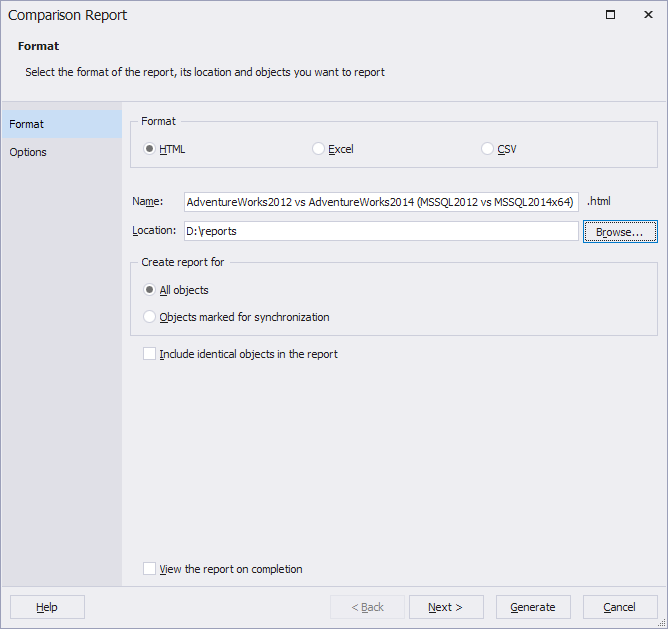 Comparison Report
Format
Select the format of the report, its location and objects you want to report
Format
Options
Format
HTML Excel CSV
Name: AdventureWorks2012 vs AdventureWorks2014 (MSSQL2012 vs MSSQL2014x64) .html
Location: D:\reports Browse...
Create report for
All objects
Objects marked for synchronization
Include identical objects in the report
View the report on completion
Help < Back Next > Generate Cancel